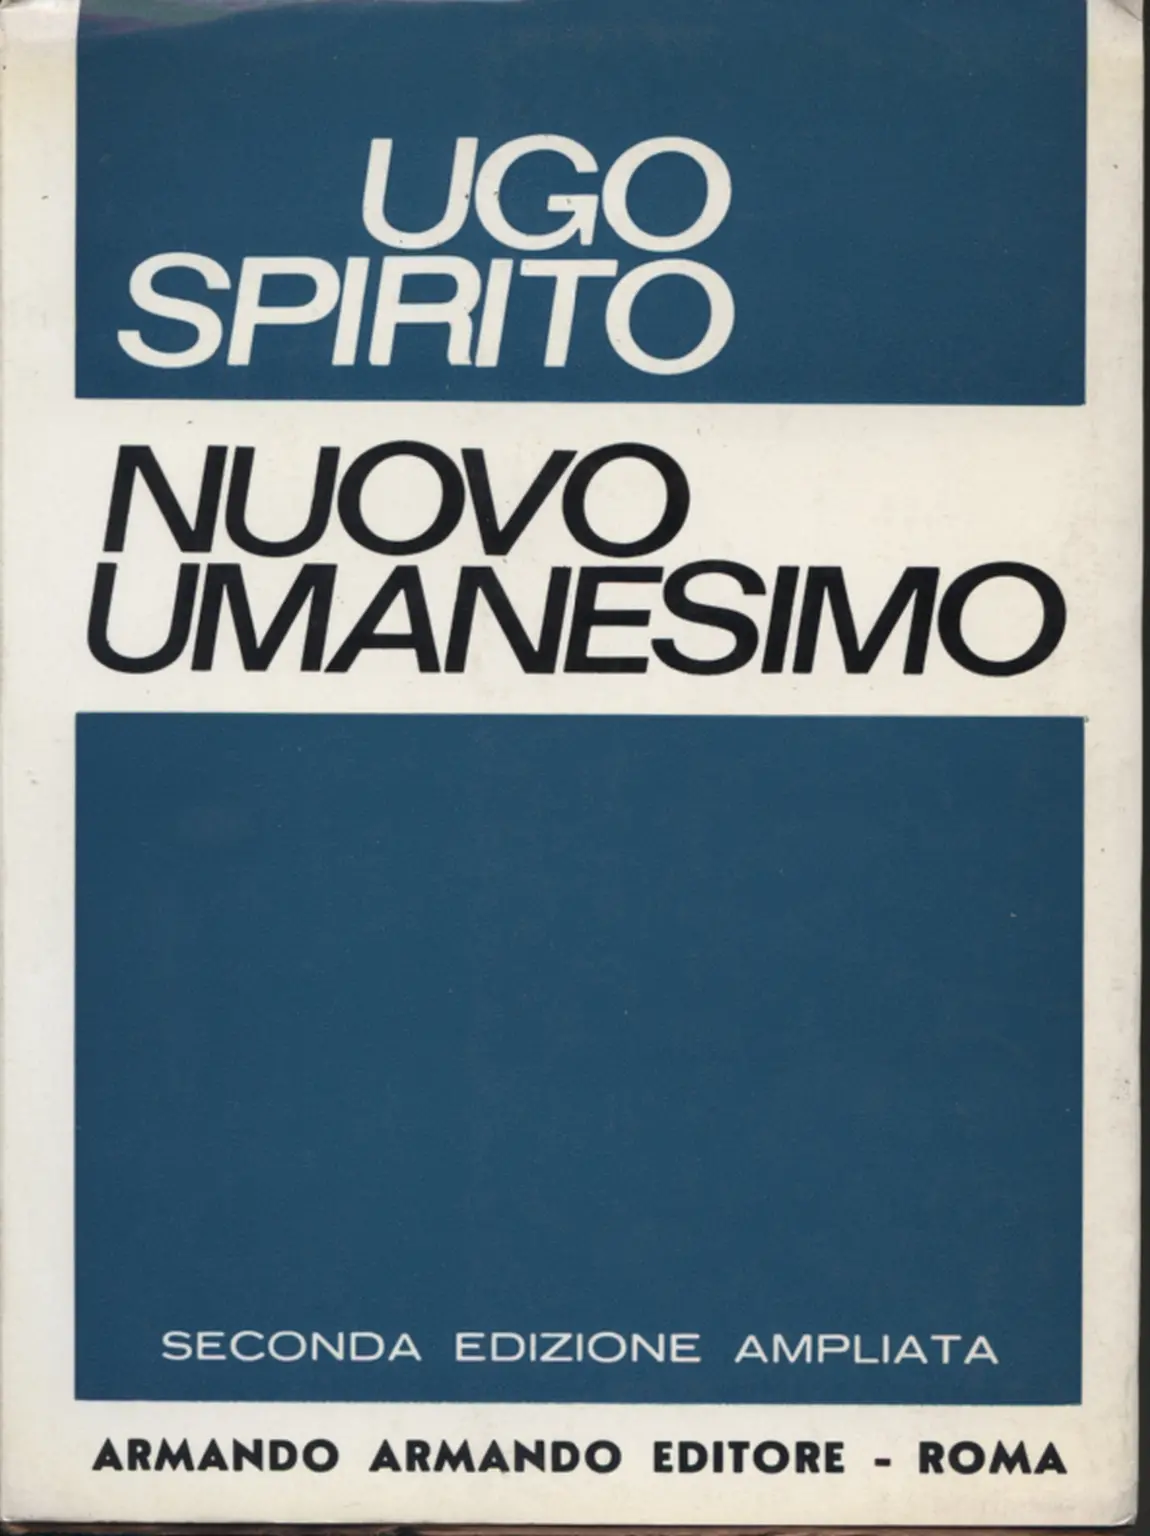 UGO
SPIRITO
NUOVO
UMANESIMO
SECONDA EDIZIONE AMPLIATA
ARMANDO ARMANDO EDITORE - ROMA